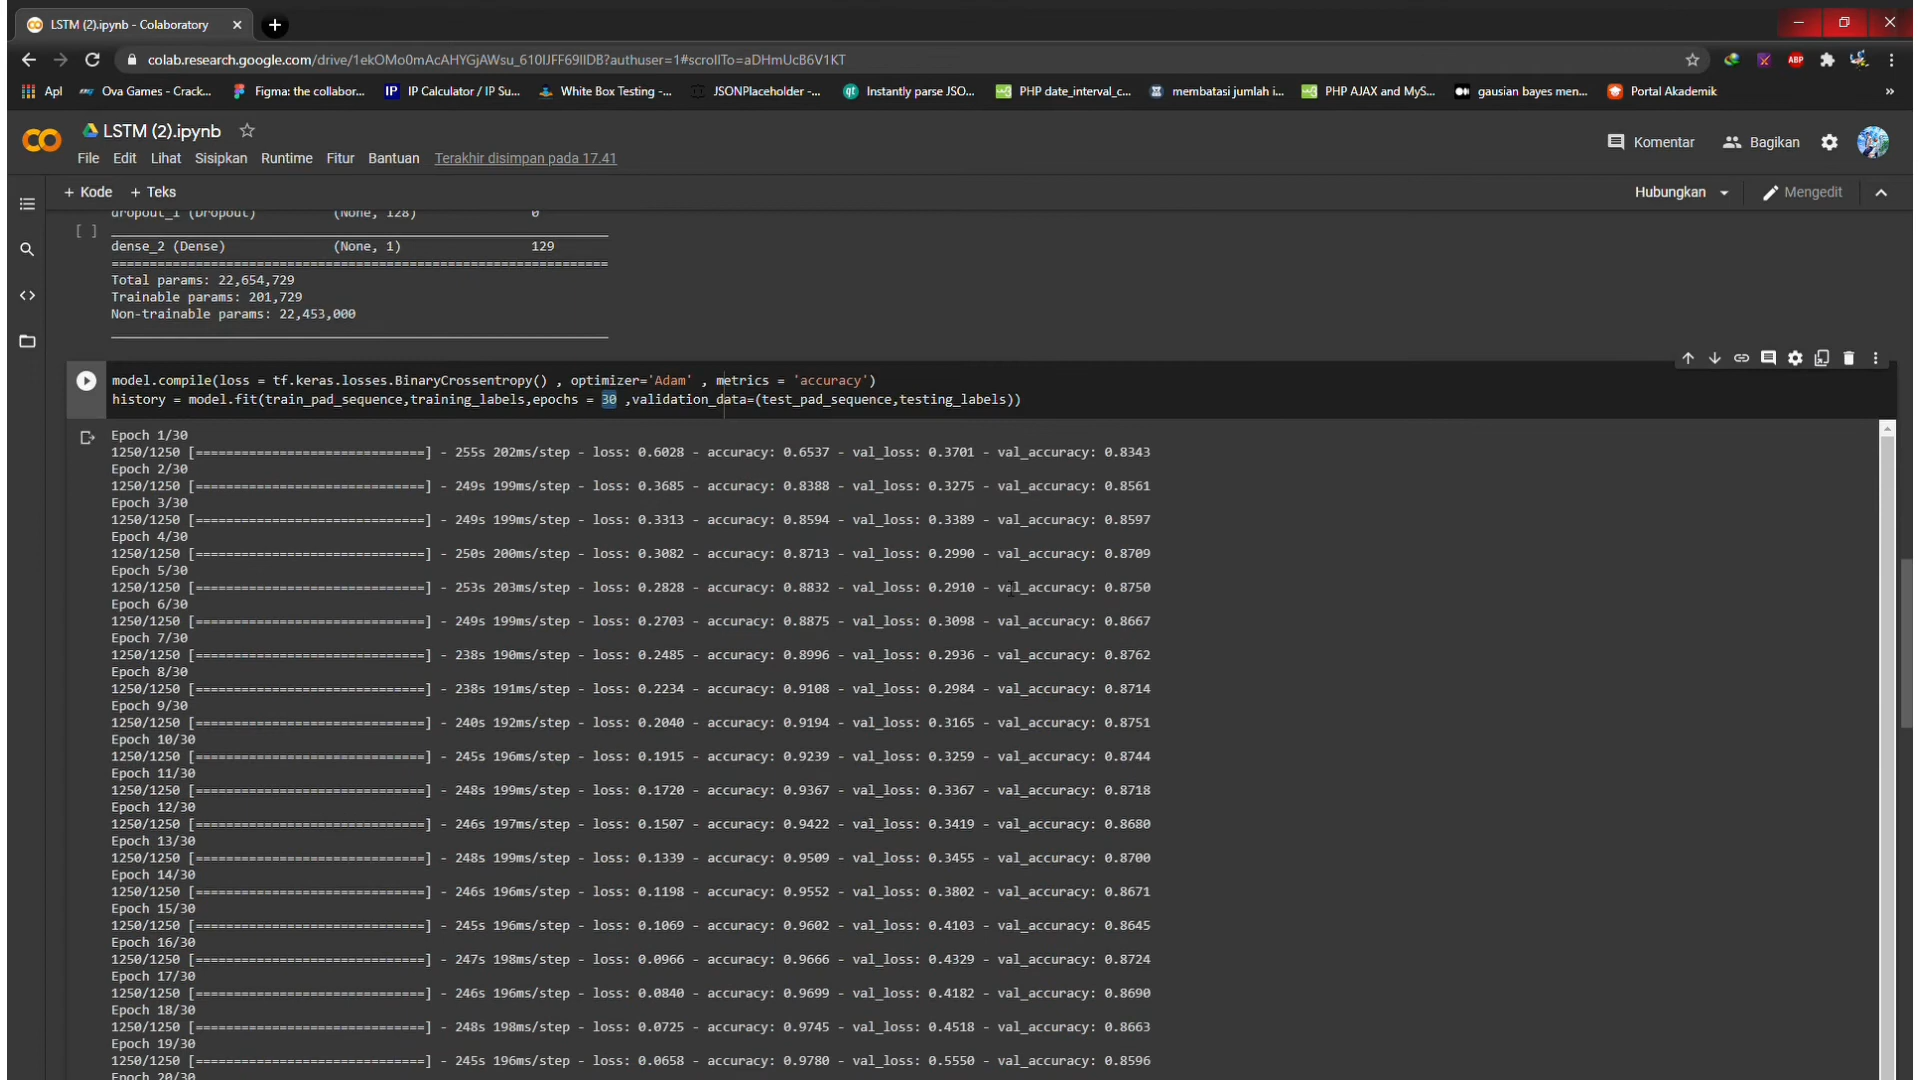 LSTM (2).ipynb - Colaboratory
colab.research.google.com/drive/1ekOMo0mAcAHYGjAWsu_610IJFF69IIDB?authuser=1#scrollTo=aDHmUcB6V1KT
ABP
Apl
Ova Games - Crack...
Figma: the collabor...
IP IP Calculator / IP Su...
White Box Testing -...
JSONPlaceholder -...
qt Instantly parse JSO...
PHP date_interval_c...
membatasi jumlah i...
PHP AJAX and MyS...
gausian bayes men...
Portal Akademik
LSTM (2).ipynb
File Edit Lihat Sisipkan Runtime Fitur Bantuan Terakhir disimpan pada 17.41
Komentar Bagikan
+ Kode + Teks
Hubungkan Mengedit
dropout_1 (Dropout) (None, 128) 0
[ ]
dense_2 (Dense) (None, 1) 129
=================================================================
Total params: 22,654,729
Trainable params: 201,729
Non-trainable params: 22,453,000
model.compile(loss = tf.keras.losses.BinaryCrossentropy() , optimizer='Adam' , metrics = 'accuracy')
history = model.fit(train_pad_sequence,training_labels,epochs = 30 ,validation_data=(test_pad_sequence,testing_labels))
Epoch 1/30
1250/1250 [==============================] - 255s 202ms/step - loss: 0.6028 - accuracy: 0.6537 - val_loss: 0.3701 - val_accuracy: 0.8343
Epoch 2/30
1250/1250 [==============================] - 249s 199ms/step - loss: 0.3685 - accuracy: 0.8388 - val_loss: 0.3275 - val_accuracy: 0.8561
Epoch 3/30
1250/1250 [==============================] - 249s 199ms/step - loss: 0.3313 - accuracy: 0.8594 - val_loss: 0.3389 - val_accuracy: 0.8597
Epoch 4/30
1250/1250 [==============================] - 250s 200ms/step - loss: 0.3082 - accuracy: 0.8713 - val_loss: 0.2990 - val_accuracy: 0.8709
Epoch 5/30
1250/1250 [==============================] - 253s 203ms/step - loss: 0.2828 - accuracy: 0.8832 - val_loss: 0.2910 - val_accuracy: 0.8750
Epoch 6/30
1250/1250 [==============================] - 249s 199ms/step - loss: 0.2703 - accuracy: 0.8875 - val_loss: 0.3098 - val_accuracy: 0.8667
Epoch 7/30
1250/1250 [==============================] - 238s 190ms/step - loss: 0.2485 - accuracy: 0.8996 - val_loss: 0.2936 - val_accuracy: 0.8762
Epoch 8/30
1250/1250 [==============================] - 238s 191ms/step - loss: 0.2234 - accuracy: 0.9108 - val_loss: 0.2984 - val_accuracy: 0.8714
Epoch 9/30
1250/1250 [==============================] - 240s 192ms/step - loss: 0.2040 - accuracy: 0.9194 - val_loss: 0.3165 - val_accuracy: 0.8751
Epoch 10/30
1250/1250 [==============================] - 245s 196ms/step - loss: 0.1915 - accuracy: 0.9239 - val_loss: 0.3259 - val_accuracy: 0.8744
Epoch 11/30
1250/1250 [==============================] - 248s 199ms/step - loss: 0.1720 - accuracy: 0.9367 - val_loss: 0.3367 - val_accuracy: 0.8718
Epoch 12/30
1250/1250 [==============================] - 246s 197ms/step - loss: 0.1507 - accuracy: 0.9422 - val_loss: 0.3419 - val_accuracy: 0.8680
Epoch 13/30
1250/1250 [==============================] - 248s 199ms/step - loss: 0.1339 - accuracy: 0.9509 - val_loss: 0.3455 - val_accuracy: 0.8700
Epoch 14/30
1250/1250 [==============================] - 246s 196ms/step - loss: 0.1198 - accuracy: 0.9552 - val_loss: 0.3802 - val_accuracy: 0.8671
Epoch 15/30
1250/1250 [==============================] - 245s 196ms/step - loss: 0.1069 - accuracy: 0.9602 - val_loss: 0.4103 - val_accuracy: 0.8645
Epoch 16/30
1250/1250 [==============================] - 247s 198ms/step - loss: 0.0966 - accuracy: 0.9666 - val_loss: 0.4329 - val_accuracy: 0.8724
Epoch 17/30
1250/1250 [==============================] - 246s 196ms/step - loss: 0.0840 - accuracy: 0.9699 - val_loss: 0.4182 - val_accuracy: 0.8690
Epoch 18/30
1250/1250 [==============================] - 248s 198ms/step - loss: 0.0725 - accuracy: 0.9745 - val_loss: 0.4518 - val_accuracy: 0.8663
Epoch 19/30
1250/1250 [==============================] - 245s 196ms/step - loss: 0.0658 - accuracy: 0.9780 - val_loss: 0.5550 - val_accuracy: 0.8596
Epoch 20/30